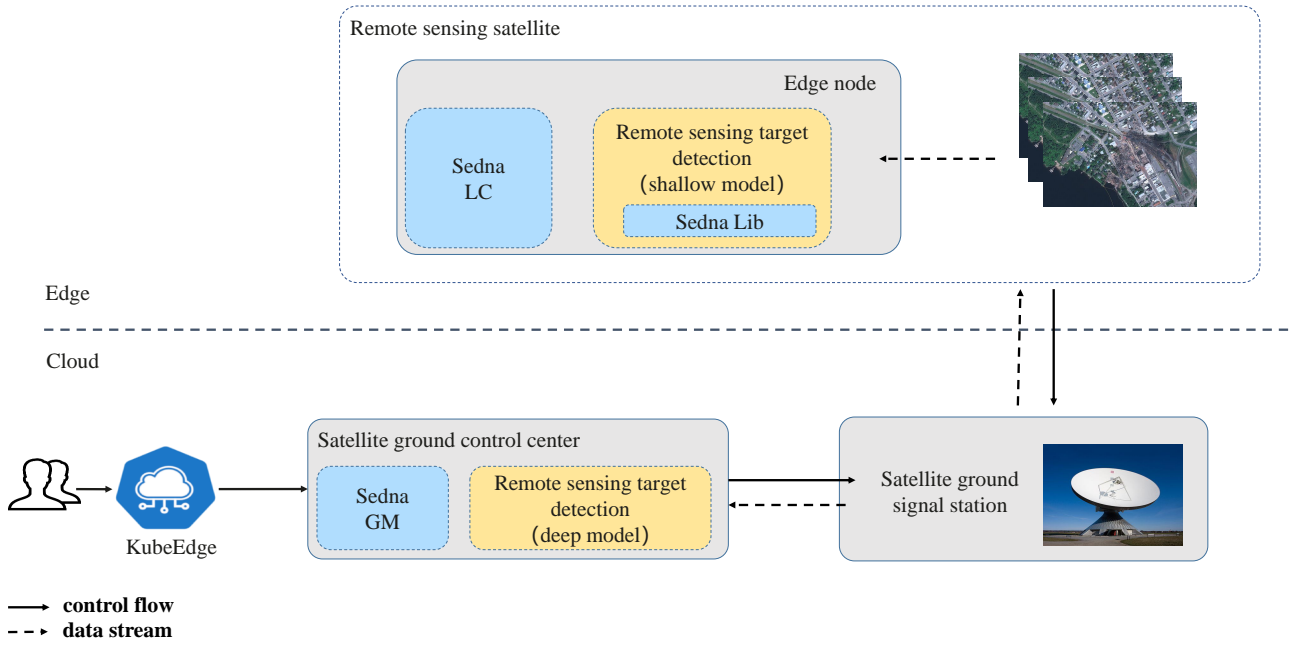 Remote sensing satellite
Edge node
Sedna
LC
Remote sensing target
detection
(shallow model)
Sedna Lib
Edge
Cloud
Satellite ground control center
Sedna
GM
Remote sensing target
detection
(deep model)
Satellite ground
signal station
KubeEdge
control flow
data stream